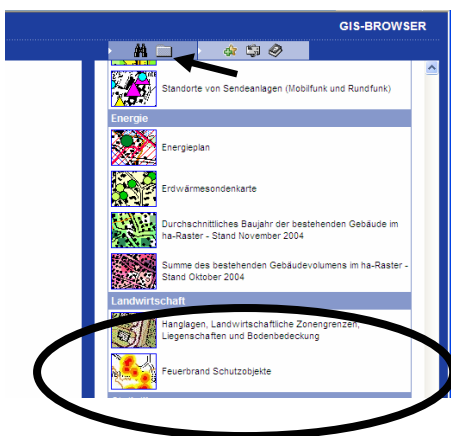 GIS-BROWSER
Standorte von Sendeanlagen (Mobilfunk und Rundfunk)
Energie
Energieplan
Erdwärmesondenkarte
Durchschnittliches Baujahr der bestehenden Gebäude im
ha-Raster - Stand November 2004
Summe des bestehenden Gebäudevolumens im ha-Raster -
Stand Oktober 2004
Landwirtschaft
Hanglagen, Landwirtschaftliche Zonengrenzen,
Liegenschaften und Bodenbedeckung
Feuerbrand Schutzobjekte